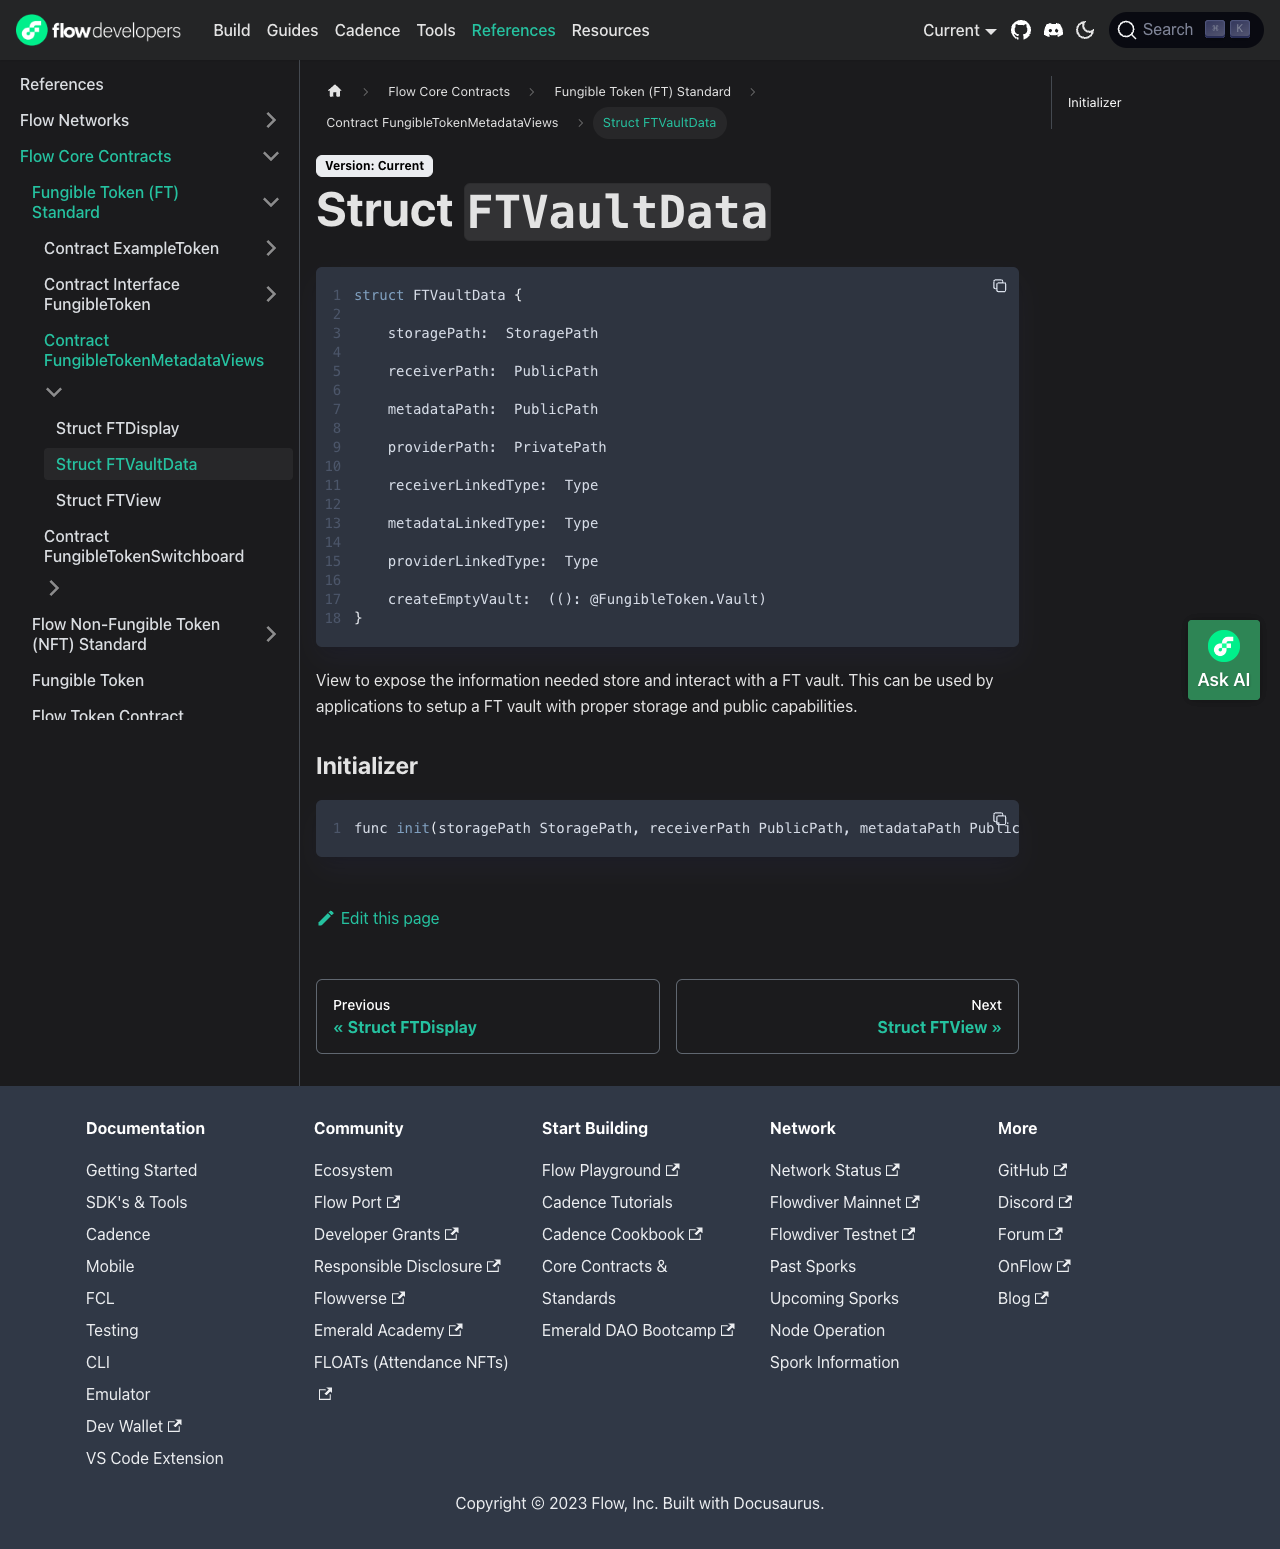 flow developers
Build Guides Cadence Tools References Resources
Current
Search ⌘ K
References
Flow Networks
Flow Core Contracts
Fungible Token (FT)
Standard
Contract ExampleToken
Contract Interface
FungibleToken
Contract
FungibleTokenMetadataViews
Struct FTDisplay
Struct FTVaultData
Struct FTView
Contract
FungibleTokenSwitchboard
Flow Non-Fungible Token
(NFT) Standard
Fungible Token
Flow Token Contract
Flow Core Contracts > Fungible Token (FT) Standard >
Contract FungibleTokenMetadataViews > Struct FTVaultData
Version: Current
Struct FTVaultData
1 struct FTVaultData {
2
3     storagePath:  StoragePath
4
5     receiverPath:  PublicPath
6
7     metadataPath:  PublicPath
8
9     providerPath:  PrivatePath
10
11     receiverLinkedType:  Type
12
13     metadataLinkedType:  Type
14
15     providerLinkedType:  Type
16
17     createEmptyVault:  ((): @FungibleToken.Vault)
18 }
View to expose the information needed store and interact with a FT vault. This can be used by
applications to setup a FT vault with proper storage and public capabilities.
Initializer
1 func init(storagePath StoragePath, receiverPath PublicPath, metadataPath Public
Edit this page
Previous
« Struct FTDisplay
Next
Struct FTView »
Initializer
Ask AI
Documentation
Getting Started
SDK's & Tools
Cadence
Mobile
FCL
Testing
CLI
Emulator
Dev Wallet
VS Code Extension
Community
Ecosystem
Flow Port
Developer Grants
Responsible Disclosure
Flowverse
Emerald Academy
FLOATs (Attendance NFTs)
Start Building
Flow Playground
Cadence Tutorials
Cadence Cookbook
Core Contracts &
Standards
Emerald DAO Bootcamp
Network
Network Status
Flowdiver Mainnet
Flowdiver Testnet
Past Sporks
Upcoming Sporks
Node Operation
Spork Information
More
GitHub
Discord
Forum
OnFlow
Blog
Copyright © 2023 Flow, Inc. Built with Docusaurus.